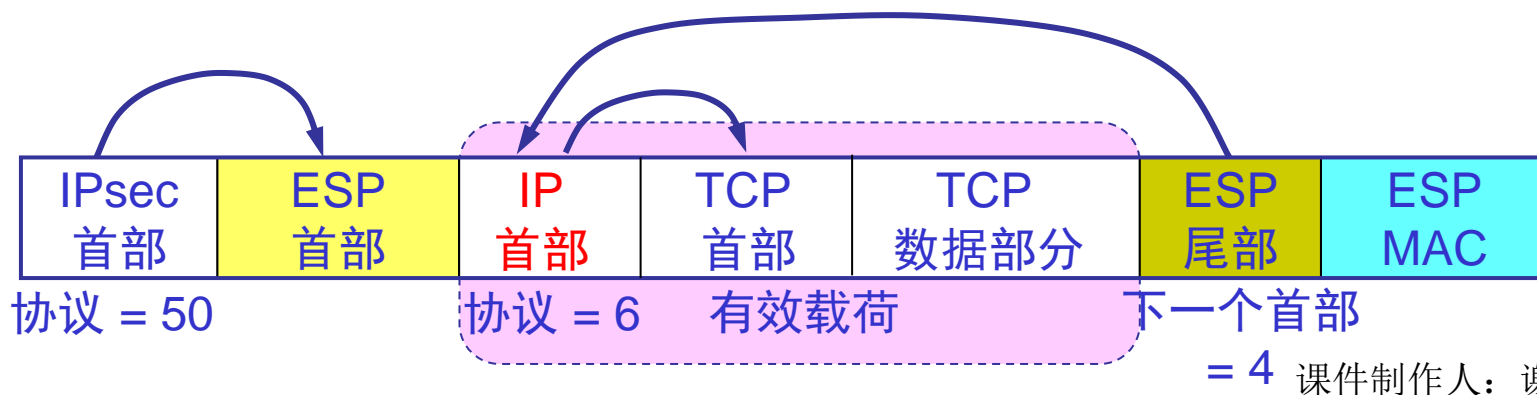 IPsec ESP IP TCP TCP ESP ESP
首部 首部 首部 首部 数据部分 尾部 MAC
协议 = 50 协议 = 6 有效载荷 下一个首部
= 4 课件制作人：谢